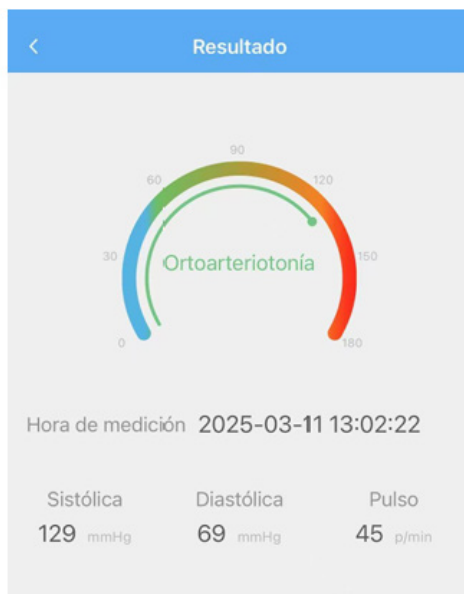 Resultado
90
60
120
30
Ortoarteriotonía
150
0
180
Hora de medición 2025-03-11 13:02:22
Sistólica Diastólica Pulso
129 mmHg 69 mmHg 45 p/min